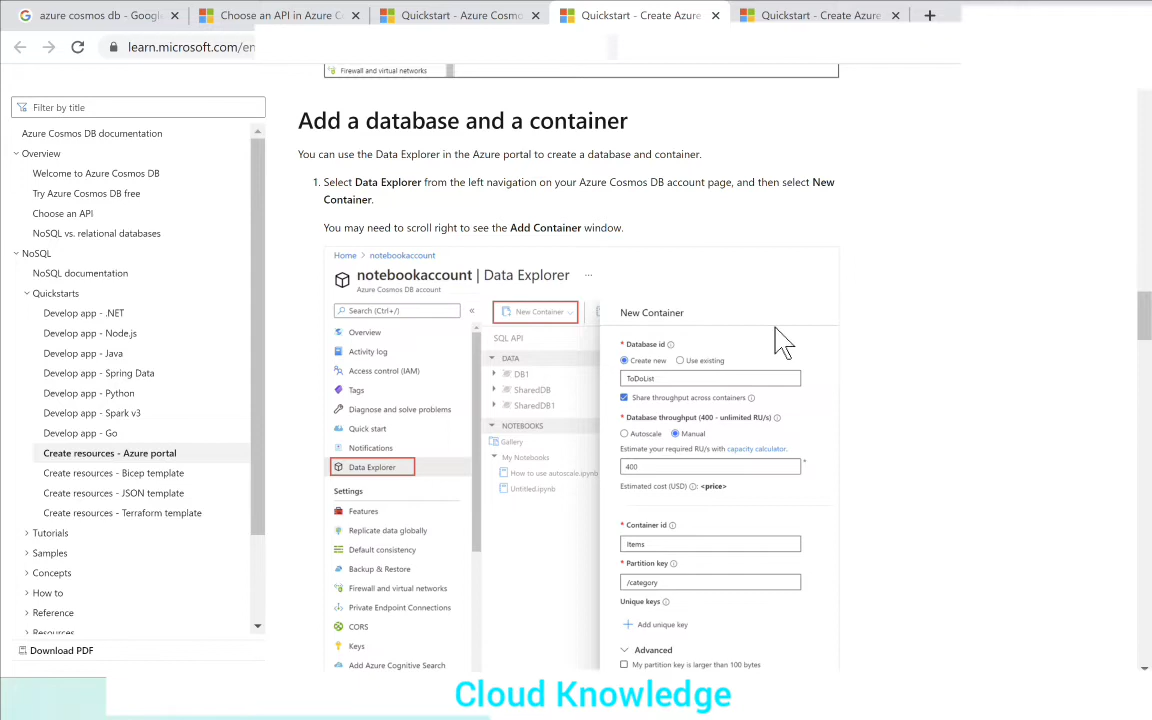 azure cosmos db - Googl
Choose an API in Azure C
Quickstart - Azure Cosmo
Quickstart - Create Azure
Quickstart - Create Azure
learn.microsoft.com/en
Firewall and virtual networks
Filter by title
Azure Cosmos DB documentation
Overview
Welcome to Azure Cosmos DB
Try Azure Cosmos DB free
Choose an API
NoSQL vs. relational databases
NoSQL
NoSQL documentation
Quickstarts
Develop app - .NET
Develop app - Node.js
Develop app - Java
Develop app - Spring Data
Develop app - Python
Develop app - Spark v3
Develop app - Go
Create resources - Azure portal
Create resources - Bicep template
Create resources - JSON template
Create resources - Terraform template
Tutorials
Samples
Concepts
How to
Reference
Resources
Download PDF
Add a database and a container
You can use the Data Explorer in the Azure portal to create a database and container.
1. Select Data Explorer from the left navigation on your Azure Cosmos DB account page, and then select New
Container.
You may need to scroll right to see the Add Container window.
Home > notebookaccount
notebookaccount | Data Explorer ...
Azure Cosmos DB account
Search (Ctrl+/)
«
Overview
Activity log
Access control (IAM)
Tags
Diagnose and solve problems
Quick start
Notifications
Data Explorer
Settings
Features
Replicate data globally
Default consistency
Backup & Restore
Firewall and virtual networks
Private Endpoint Connections
CORS
Keys
Add Azure Cognitive Search
New Container
SQL API
DATA
DB1
SharedDB
SharedDB1
NOTEBOOKS
Gallery
My Notebooks
How to use autoscale.ipynb
Untitled.ipynb
New Container
* Database id
Create new Use existing
ToDoList
Share throughput across containers
* Database throughput (400 - unlimited RU/s)
Autoscale Manual
Estimate your required RU/s with capacity calculator.
400 *
Estimated cost (USD) : <price>
* Container id
Items
* Partition key
/category
Unique keys
+ Add unique key
Advanced
My partition key is larger than 100 bytes
Cloud Knowledge